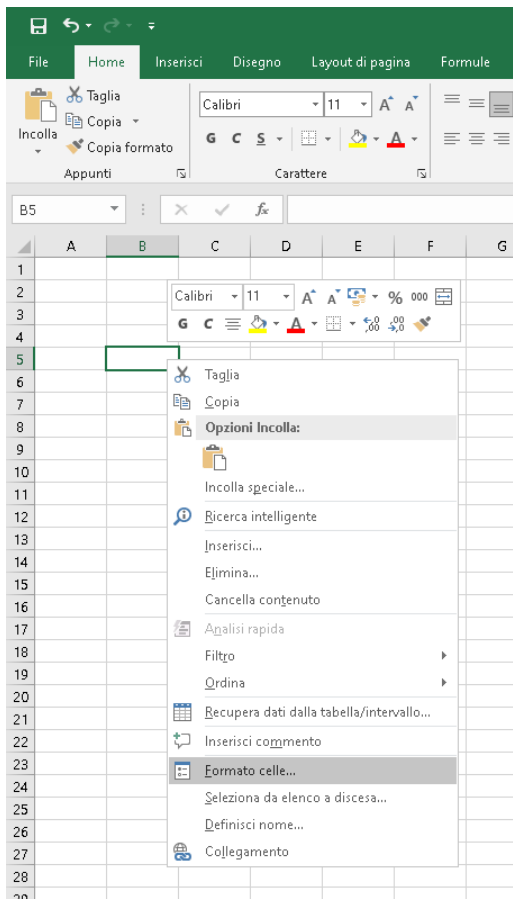 File Home Inserisci Disegno Layout di pagina Formule
Incolla
Taglia
Copia
Copia formato
Appunti
Calibri 11 A A
G C S A
Carattere
B5 fx
A B C D E F G
1
2
3
4
5
6
7
8
9
10
11
12
13
14
15
16
17
18
19
20
21
22
23
24
25
26
27
28
29
Calibri 11 A A % 000
G C A ,00 ,00
Taglia
Copia
Opzioni Incolla:
Incolla speciale...
Ricerca intelligente
Inserisci...
Elimina...
Cancella contenuto
Analisi rapida
Filtro
Ordina
Recupera dati dalla tabella/intervallo...
Inserisci commento
Formato celle...
Seleziona da elenco a discesa...
Definisci nome...
Collegamento